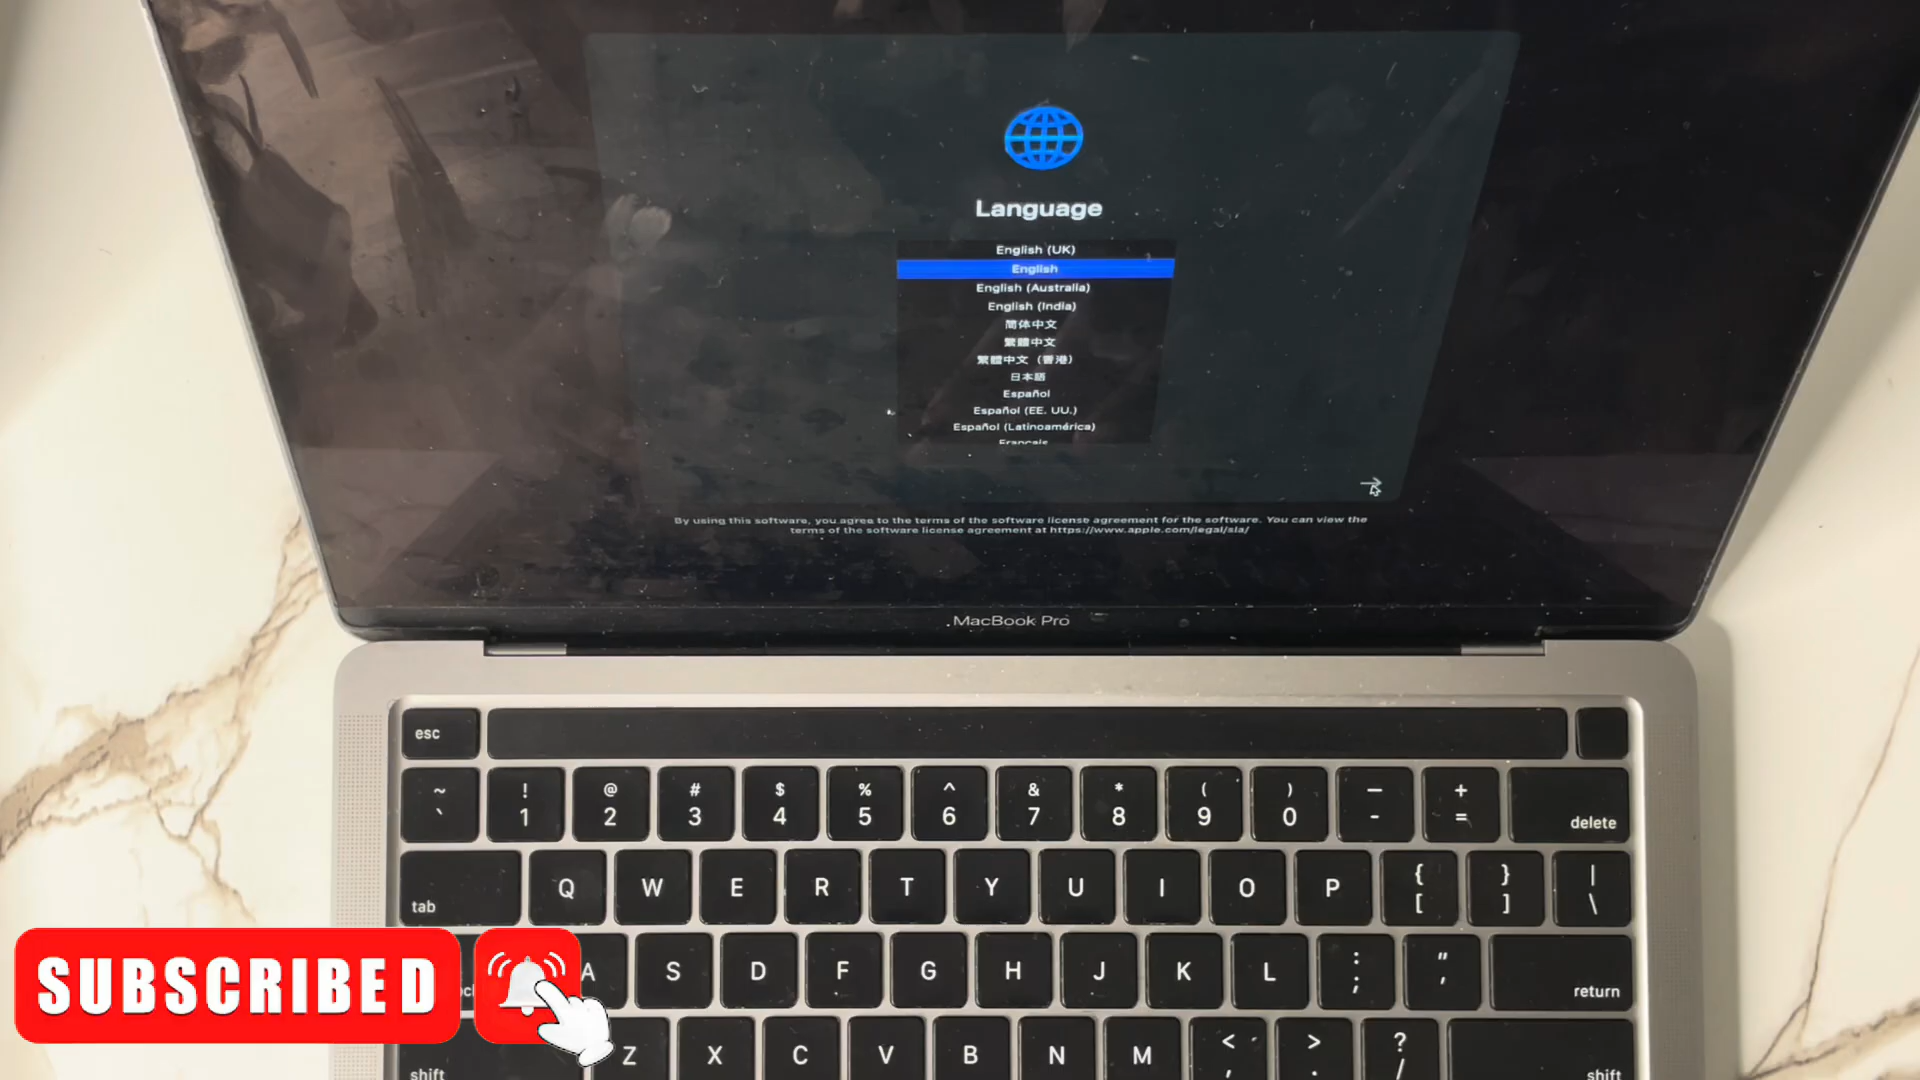 Language
English (UK)
English
English (Australia)
English (India)
简体中文
繁體中文
繁體中文（香港）
日本語
Español
Español (EE. UU.)
Español (Latinoamérica)
Français
By using this software, you agree to the terms of the software license agreement for the software. You can view the
terms of the software license agreement at https://www.apple.com/legal/sla/
MacBook Pro
esc
~ ! @ # $ % ^ & * ( ) — +
` 1 2 3 4 5 6 7 8 9 0 - = delete
tab Q W E R T Y U I O P { [ } ] | \
A S D F G H J K L : ; " ' return
shift Z X C V B N M < , > . ? / shift
SUBSCRIBED